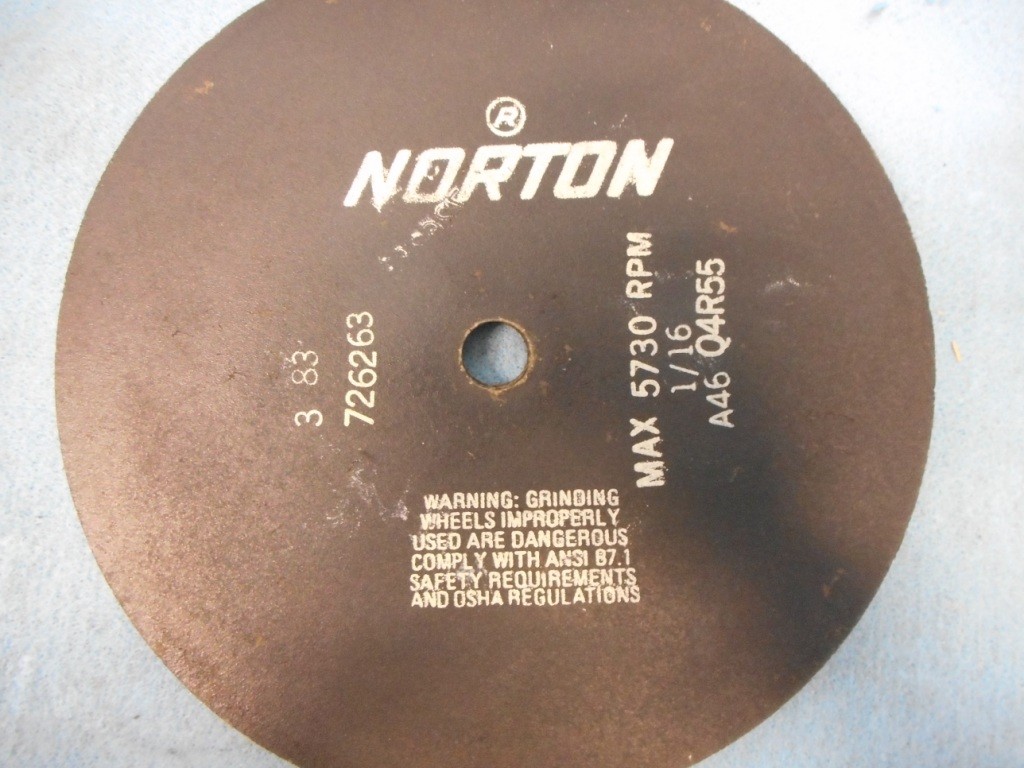 ®
NORTON
3 83
726263
MAX 5730 RPM
1/16
A46 Q4R55
WARNING: GRINDING
WHEELS IMPROPERLY
USED ARE DANGEROUS
COMPLY WITH ANSI B7.1
SAFETY REQUIREMENTS
AND OSHA REGULATIONS